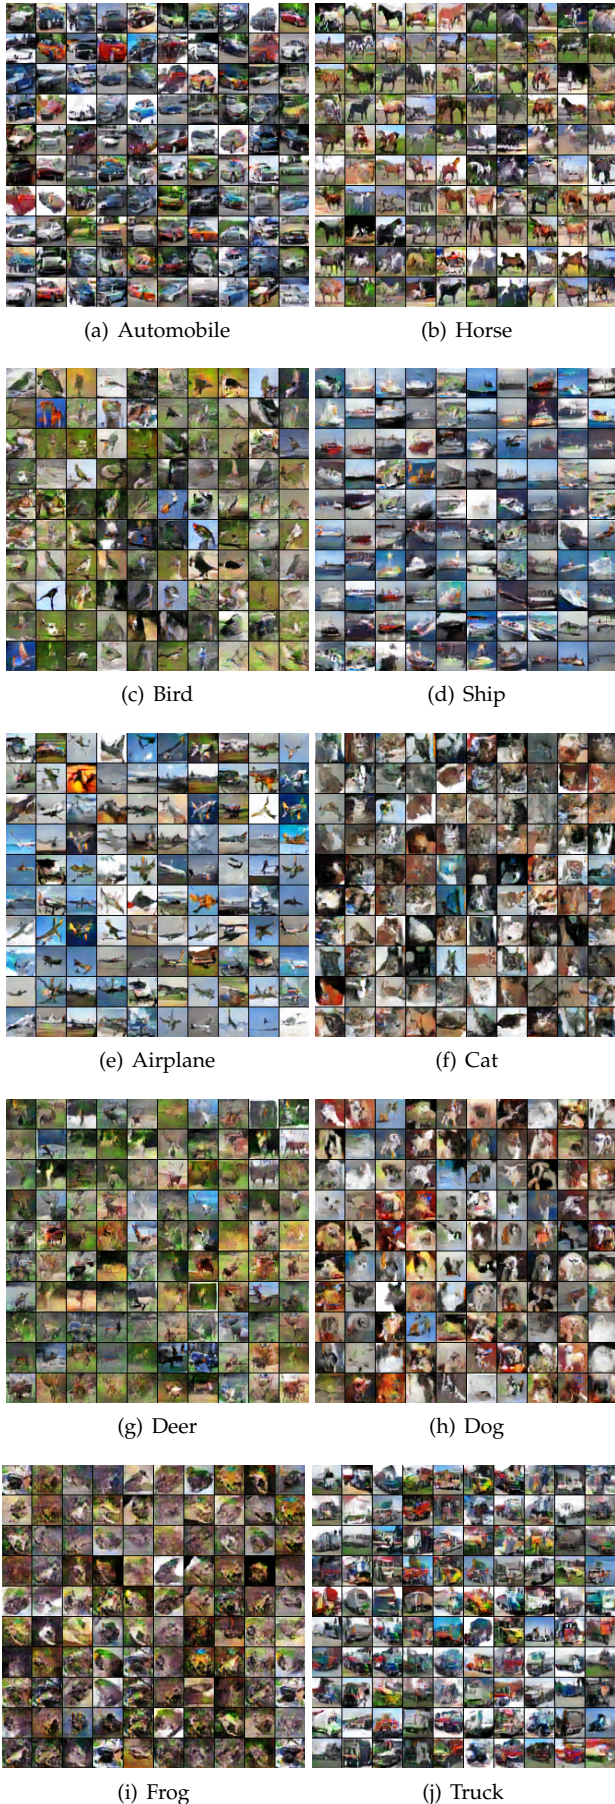 (a) Automobile
(b) Horse
(c) Bird
(d) Ship
(e) Airplane
(f) Cat
(g) Deer
(h) Dog
(i) Frog
(j) Truck